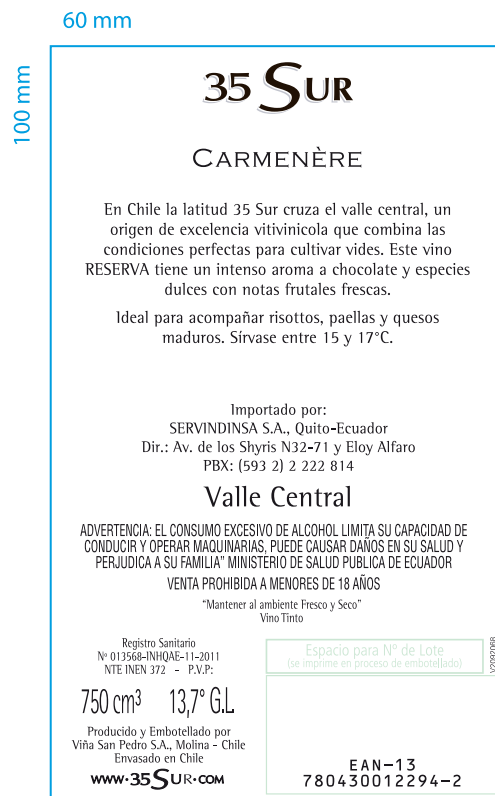 60 mm
100 mm
35 SUR
CARMENÈRE
En Chile la latitud 35 Sur cruza el valle central, un
origen de excelencia vitivinicola que combina las
condiciones perfectas para cultivar vides. Este vino
RESERVA tiene un intenso aroma a chocolate y especies
dulces con notas frutales frescas.
Ideal para acompañar risottos, paellas y quesos
maduros. Sírvase entre 15 y 17°C.
Importado por:
SERVINDINSA S.A., Quito-Ecuador
Dir.: Av. de los Shyris N32-71 y Eloy Alfaro
PBX: (593 2) 2 222 814
Valle Central
ADVERTENCIA: EL CONSUMO EXCESIVO DE ALCOHOL LIMITA SU CAPACIDAD DE
CONDUCIR Y OPERAR MAQUINARIAS, PUEDE CAUSAR DAÑOS EN SU SALUD Y
PERJUDICA A SU FAMILIA” MINISTERIO DE SALUD PUBLICA DE ECUADOR
VENTA PROHIBIDA A MENORES DE 18 AÑOS
“Mantener al ambiente Fresco y Seco”
Vino Tinto
Registro Sanitario
Nº 013568-INHQAE-11-2011
NTE INEN 372 - P.V.P:
750 cm³ 13,7° G.L.
Producido y Embotellado por
Viña San Pedro S.A., Molina - Chile
Envasado en Chile
WWW·35SUR·COM
Espacio para Nº de Lote
(se imprime en proceso de embotellado)
V2092068
EAN-13
780430012294-2